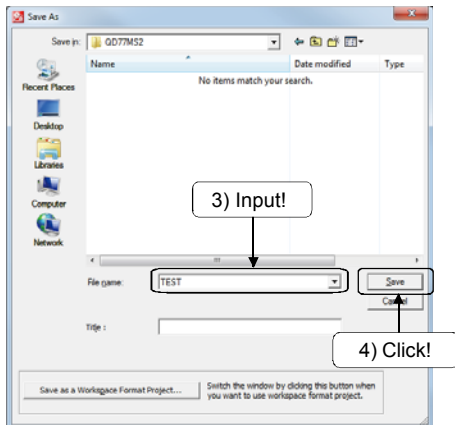 Save As
Save in: QD77MS2
Name Date modified Type
No items match your search.
Recent Places
Desktop
Libraries
Computer
Network
3) Input!
File name: TEST Save
Cancel
Title :
4) Click!
Save as a Workspace Format Project...
Switch the window by clicking this button when
you want to use workspace format project.